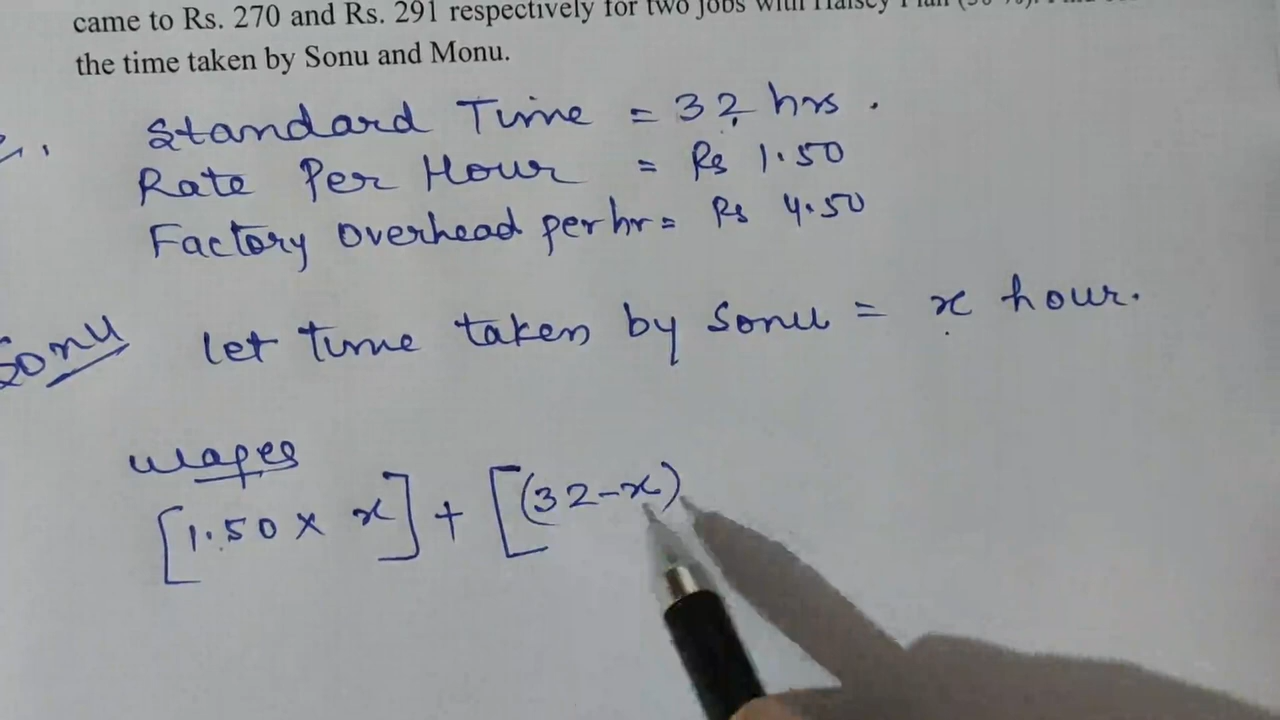 came to Rs. 270 and Rs. 291 respectively for two jobs with Halsey Plan
the time taken by Sonu and Monu.
Standard Time = 32 hrs.
Rate Per Hour = Rs 1.50
Factory overhead per hr = Rs 4.50
Sonu let time taken by Sonu = x hour.
wages
[1.50 × x] + [(32-x)